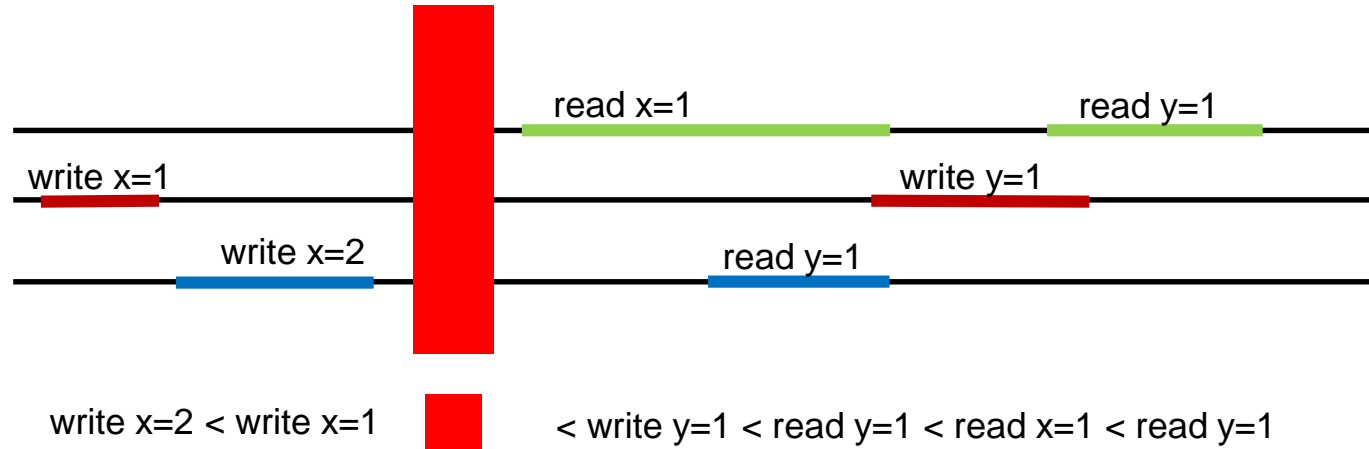 read x=1 read y=1
write x=1 write y=1
write x=2 read y=1
write x=2 < write x=1 < write y=1 < read y=1 < read x=1 < read y=1